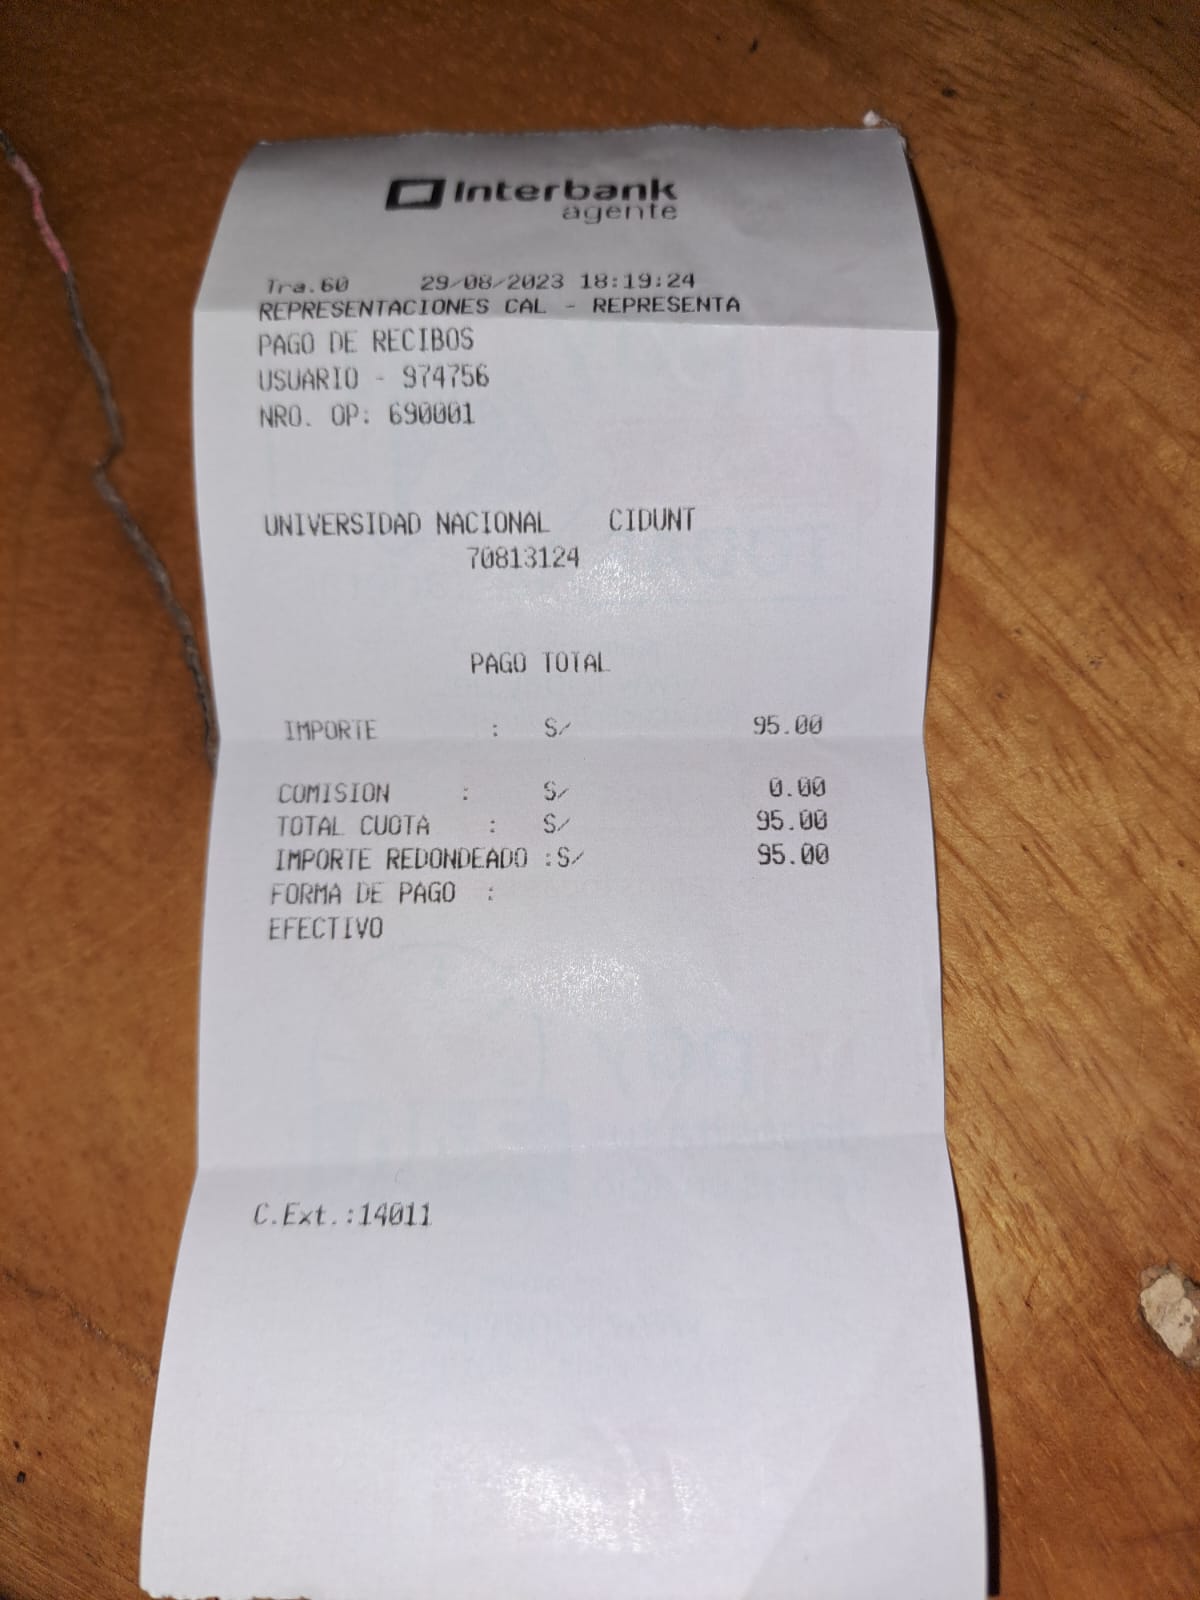 Interbank
agente
Tra.60 29/08/2023 18:19:24
REPRESENTACIONES CAL - REPRESENTA
PAGO DE RECIBOS
USUARIO - 974756
NRO. OP: 690001
UNIVERSIDAD NACIONAL CIDUNT
70813124
PAGO TOTAL
IMPORTE : S/ 95.00
COMISION : S/ 0.00
TOTAL CUOTA : S/ 95.00
IMPORTE REDONDEADO :S/ 95.00
FORMA DE PAGO :
EFECTIVO
C.Ext.:14011